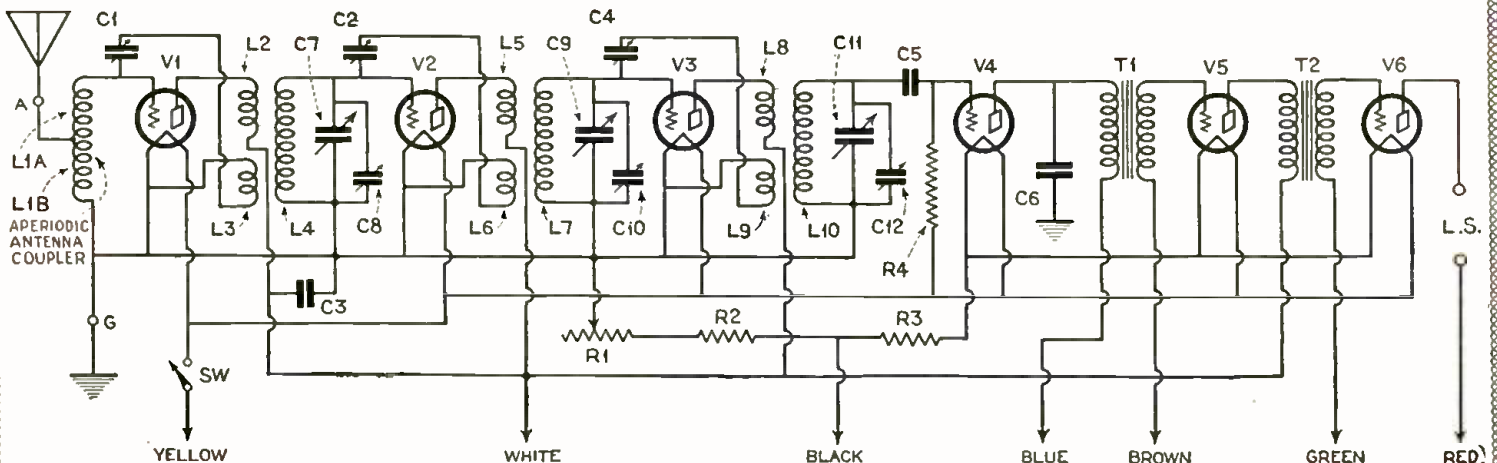 C1
C2
C4
V1
L2
C7
V2
L5
C9
V3
L8
C11
C5
V4
T1
V5
T2
V6
A
L1A
L1B
APERIODIC
ANTENNA
COUPLER
L3
L4
C8
L6
L7
C10
L9
L10
C12
R4
C6
L.S.
C3
G
R1
R2
R3
SW
YELLOW
WHITE
BLACK
BLUE
BROWN
GREEN
RED